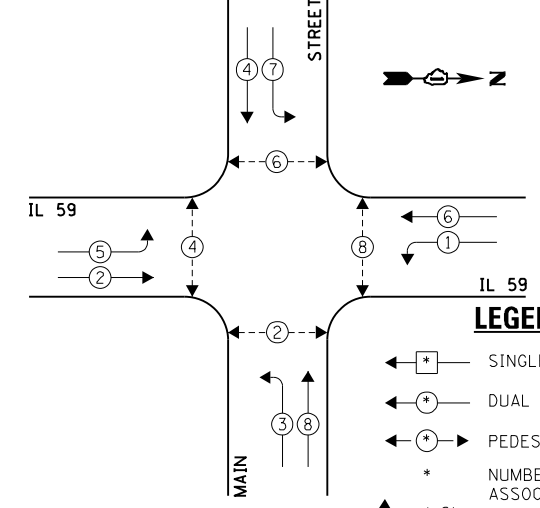 STREET
4
7
N
6
IL 59
6
5
4
8
1
2
IL 59
LEGE
2
* SINGL
3
8
* DUAL
* PEDES
MAIN
* NUMBE
ASSOC